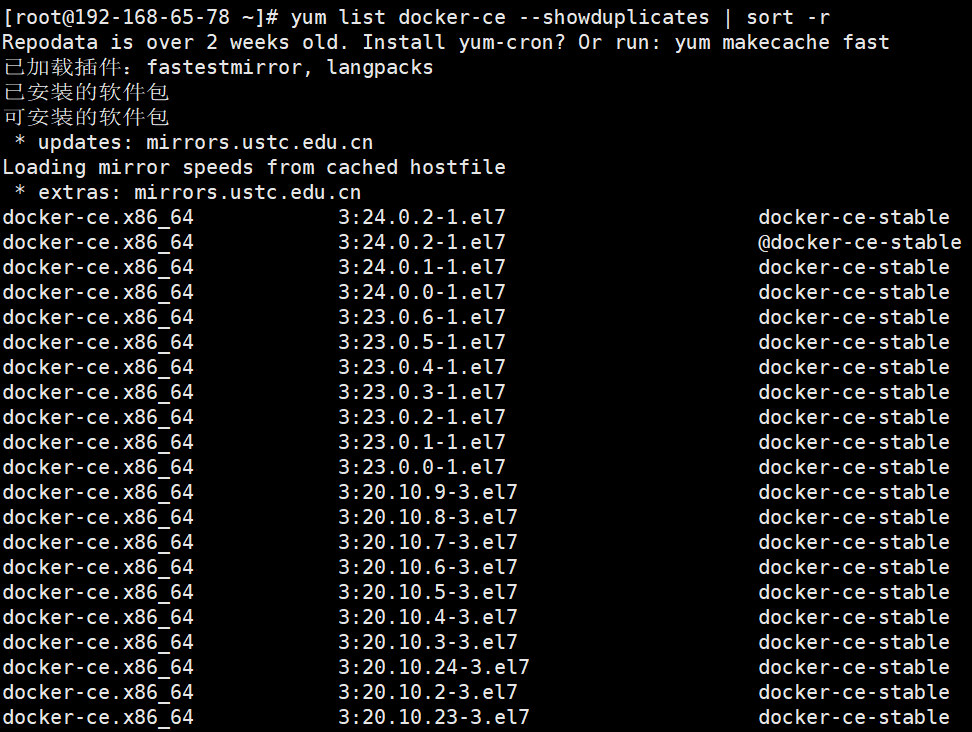 [root@192-168-65-78 ~]# yum list docker-ce --showduplicates | sort -r
Repodata is over 2 weeks old. Install yum-cron? Or run: yum makecache fast
已加载插件：fastestmirror, langpacks
已安装的软件包
可安装的软件包
 * updates: mirrors.ustc.edu.cn
Loading mirror speeds from cached hostfile
 * extras: mirrors.ustc.edu.cn
docker-ce.x86_64            3:24.0.2-1.el7                     docker-ce-stable
docker-ce.x86_64            3:24.0.2-1.el7                     @docker-ce-stable
docker-ce.x86_64            3:24.0.1-1.el7                     docker-ce-stable
docker-ce.x86_64            3:24.0.0-1.el7                     docker-ce-stable
docker-ce.x86_64            3:23.0.6-1.el7                     docker-ce-stable
docker-ce.x86_64            3:23.0.5-1.el7                     docker-ce-stable
docker-ce.x86_64            3:23.0.4-1.el7                     docker-ce-stable
docker-ce.x86_64            3:23.0.3-1.el7                     docker-ce-stable
docker-ce.x86_64            3:23.0.2-1.el7                     docker-ce-stable
docker-ce.x86_64            3:23.0.1-1.el7                     docker-ce-stable
docker-ce.x86_64            3:23.0.0-1.el7                     docker-ce-stable
docker-ce.x86_64            3:20.10.9-3.el7                    docker-ce-stable
docker-ce.x86_64            3:20.10.8-3.el7                    docker-ce-stable
docker-ce.x86_64            3:20.10.7-3.el7                    docker-ce-stable
docker-ce.x86_64            3:20.10.6-3.el7                    docker-ce-stable
docker-ce.x86_64            3:20.10.5-3.el7                    docker-ce-stable
docker-ce.x86_64            3:20.10.4-3.el7                    docker-ce-stable
docker-ce.x86_64            3:20.10.3-3.el7                    docker-ce-stable
docker-ce.x86_64            3:20.10.24-3.el7                   docker-ce-stable
docker-ce.x86_64            3:20.10.2-3.el7                    docker-ce-stable
docker-ce.x86_64            3:20.10.23-3.el7                   docker-ce-stable